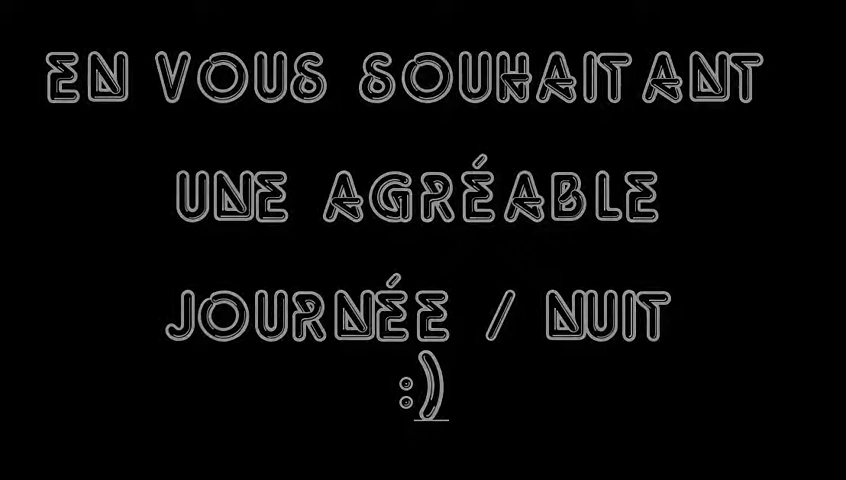 EN VOUS SOUHAITANT
UNE AGRÉABLE
JOURNÉE / NUIT
:)